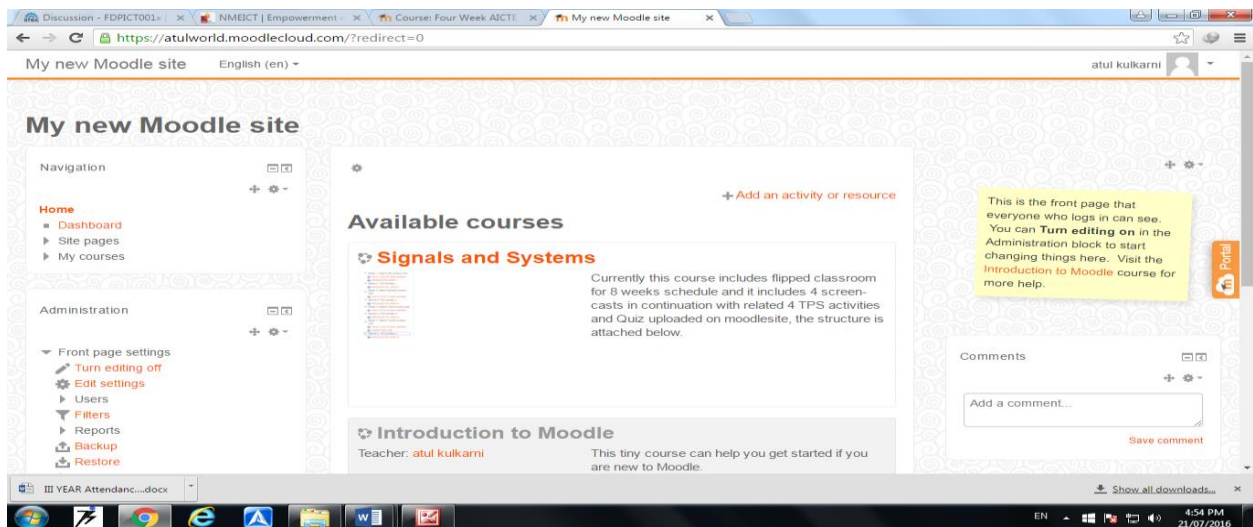 Discussion - FDPICT001x |
NMEICT | Empowerment
Course: Four Week AICTE
My new Moodle site
https://atulworld.moodlecloud.com/?redirect=0
My new Moodle site
English (en)
atul kulkarni
My new Moodle site
Navigation
Home
Dashboard
Site pages
My courses
Administration
Front page settings
Turn editing off
Edit settings
Users
Filters
Reports
Backup
Restore
Add an activity or resource
Available courses
Signals and Systems
Currently this course includes flipped classroom
for 8 weeks schedule and it includes 4 screen-
casts in continuation with related 4 TPS activities
and Quiz uploaded on moodlesite, the structure is
attached below.
Introduction to Moodle
Teacher: atul kulkarni
This tiny course can help you get started if you
are new to Moodle.
This is the front page that
everyone who logs in can see.
You can Turn editing on in the
Administration block to start
changing things here. Visit the
Introduction to Moodle course for
more help.
Portal
Comments
Add a comment...
Save comment
III YEAR Attendanc....docx
Show all downloads...
EN
4:54 PM
21/07/2016